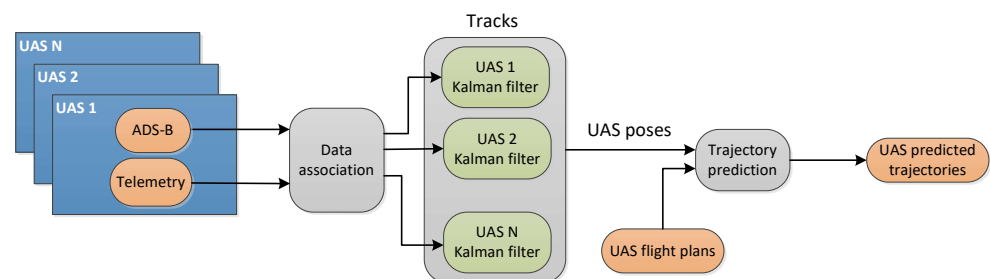 Tracks
UAS N
UAS 2
UAS 1
ADS-B
Telemetry
Data
association
UAS 1
Kalman filter
UAS 2
Kalman filter
UAS N
Kalman filter
UAS poses
Trajectory
prediction
UAS flight plans
UAS predicted
trajectories